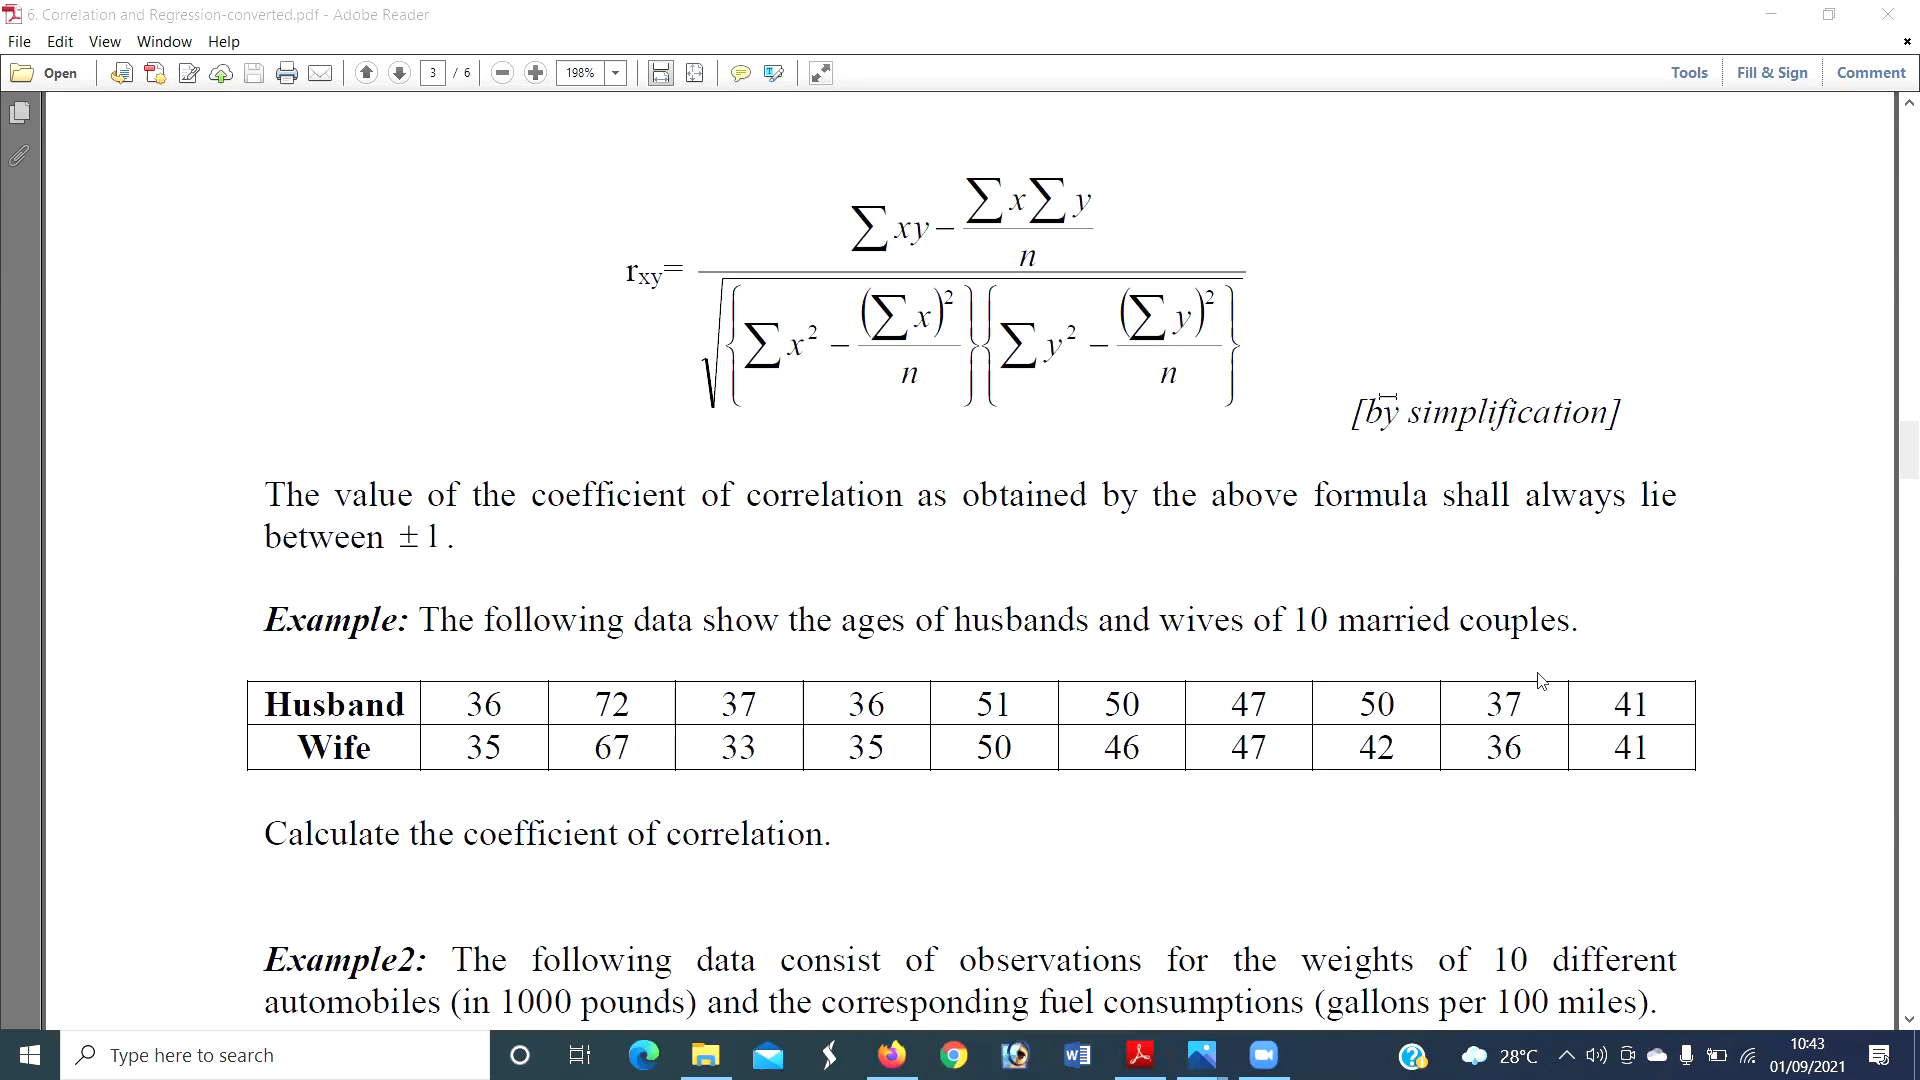 6. Correlation and Regression-converted.pdf - Adobe Reader
File Edit View Window Help
Open 3 / 6 198% Tools Fill & Sign Comment
r_xy = (∑xy − (∑x∑y)/n) / √({∑x² − (∑x)²/n}{∑y² − (∑y)²/n})
[by simplification]
The value of the coefficient of correlation as obtained by the above formula shall always lie
between ±1.
Example: The following data show the ages of husbands and wives of 10 married couples.
Husband 36 72 37 36 51 50 47 50 37 41
Wife 35 67 33 35 50 46 47 42 36 41
Calculate the coefficient of correlation.
Example2: The following data consist of observations for the weights of 10 different
automobiles (in 1000 pounds) and the corresponding fuel consumptions (gallons per 100 miles).
Type here to search 28°C 10:43
01/09/2021